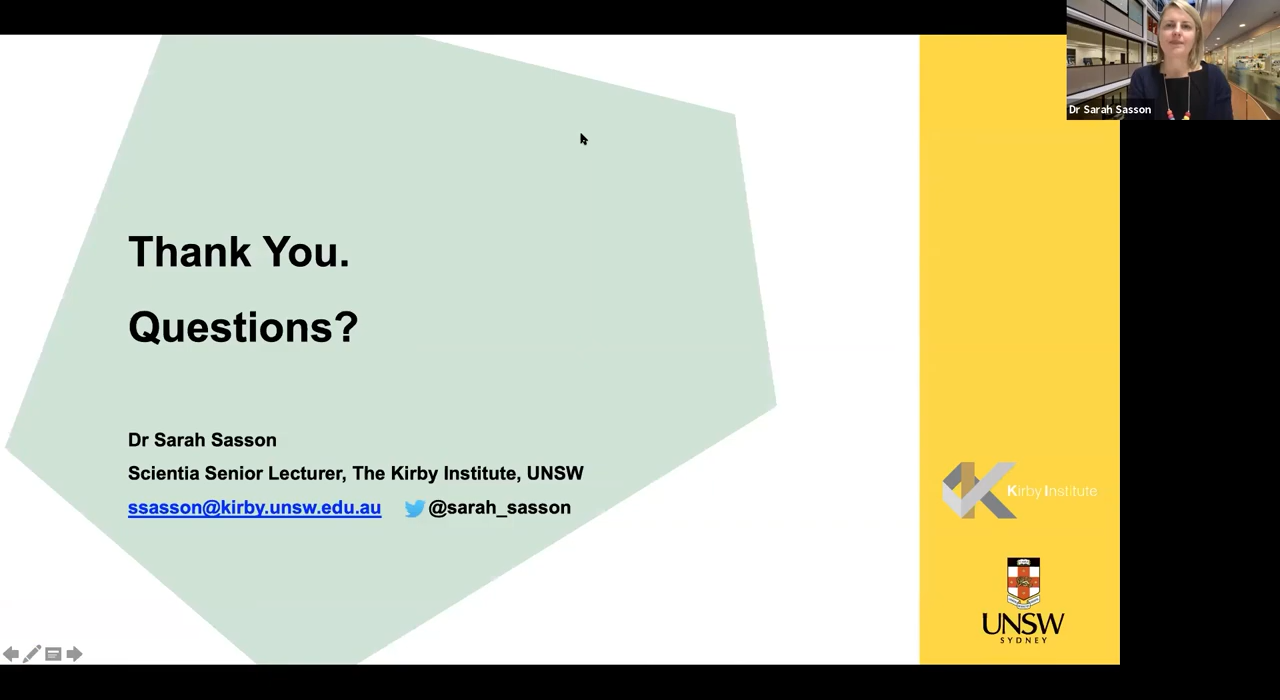 Dr Sarah Sasson
Thank You.
Questions?
Dr Sarah Sasson
Scientia Senior Lecturer, The Kirby Institute, UNSW
ssasson@kirby.unsw.edu.au @sarah_sasson
Kirby Institute
UNSW
SYDNEY